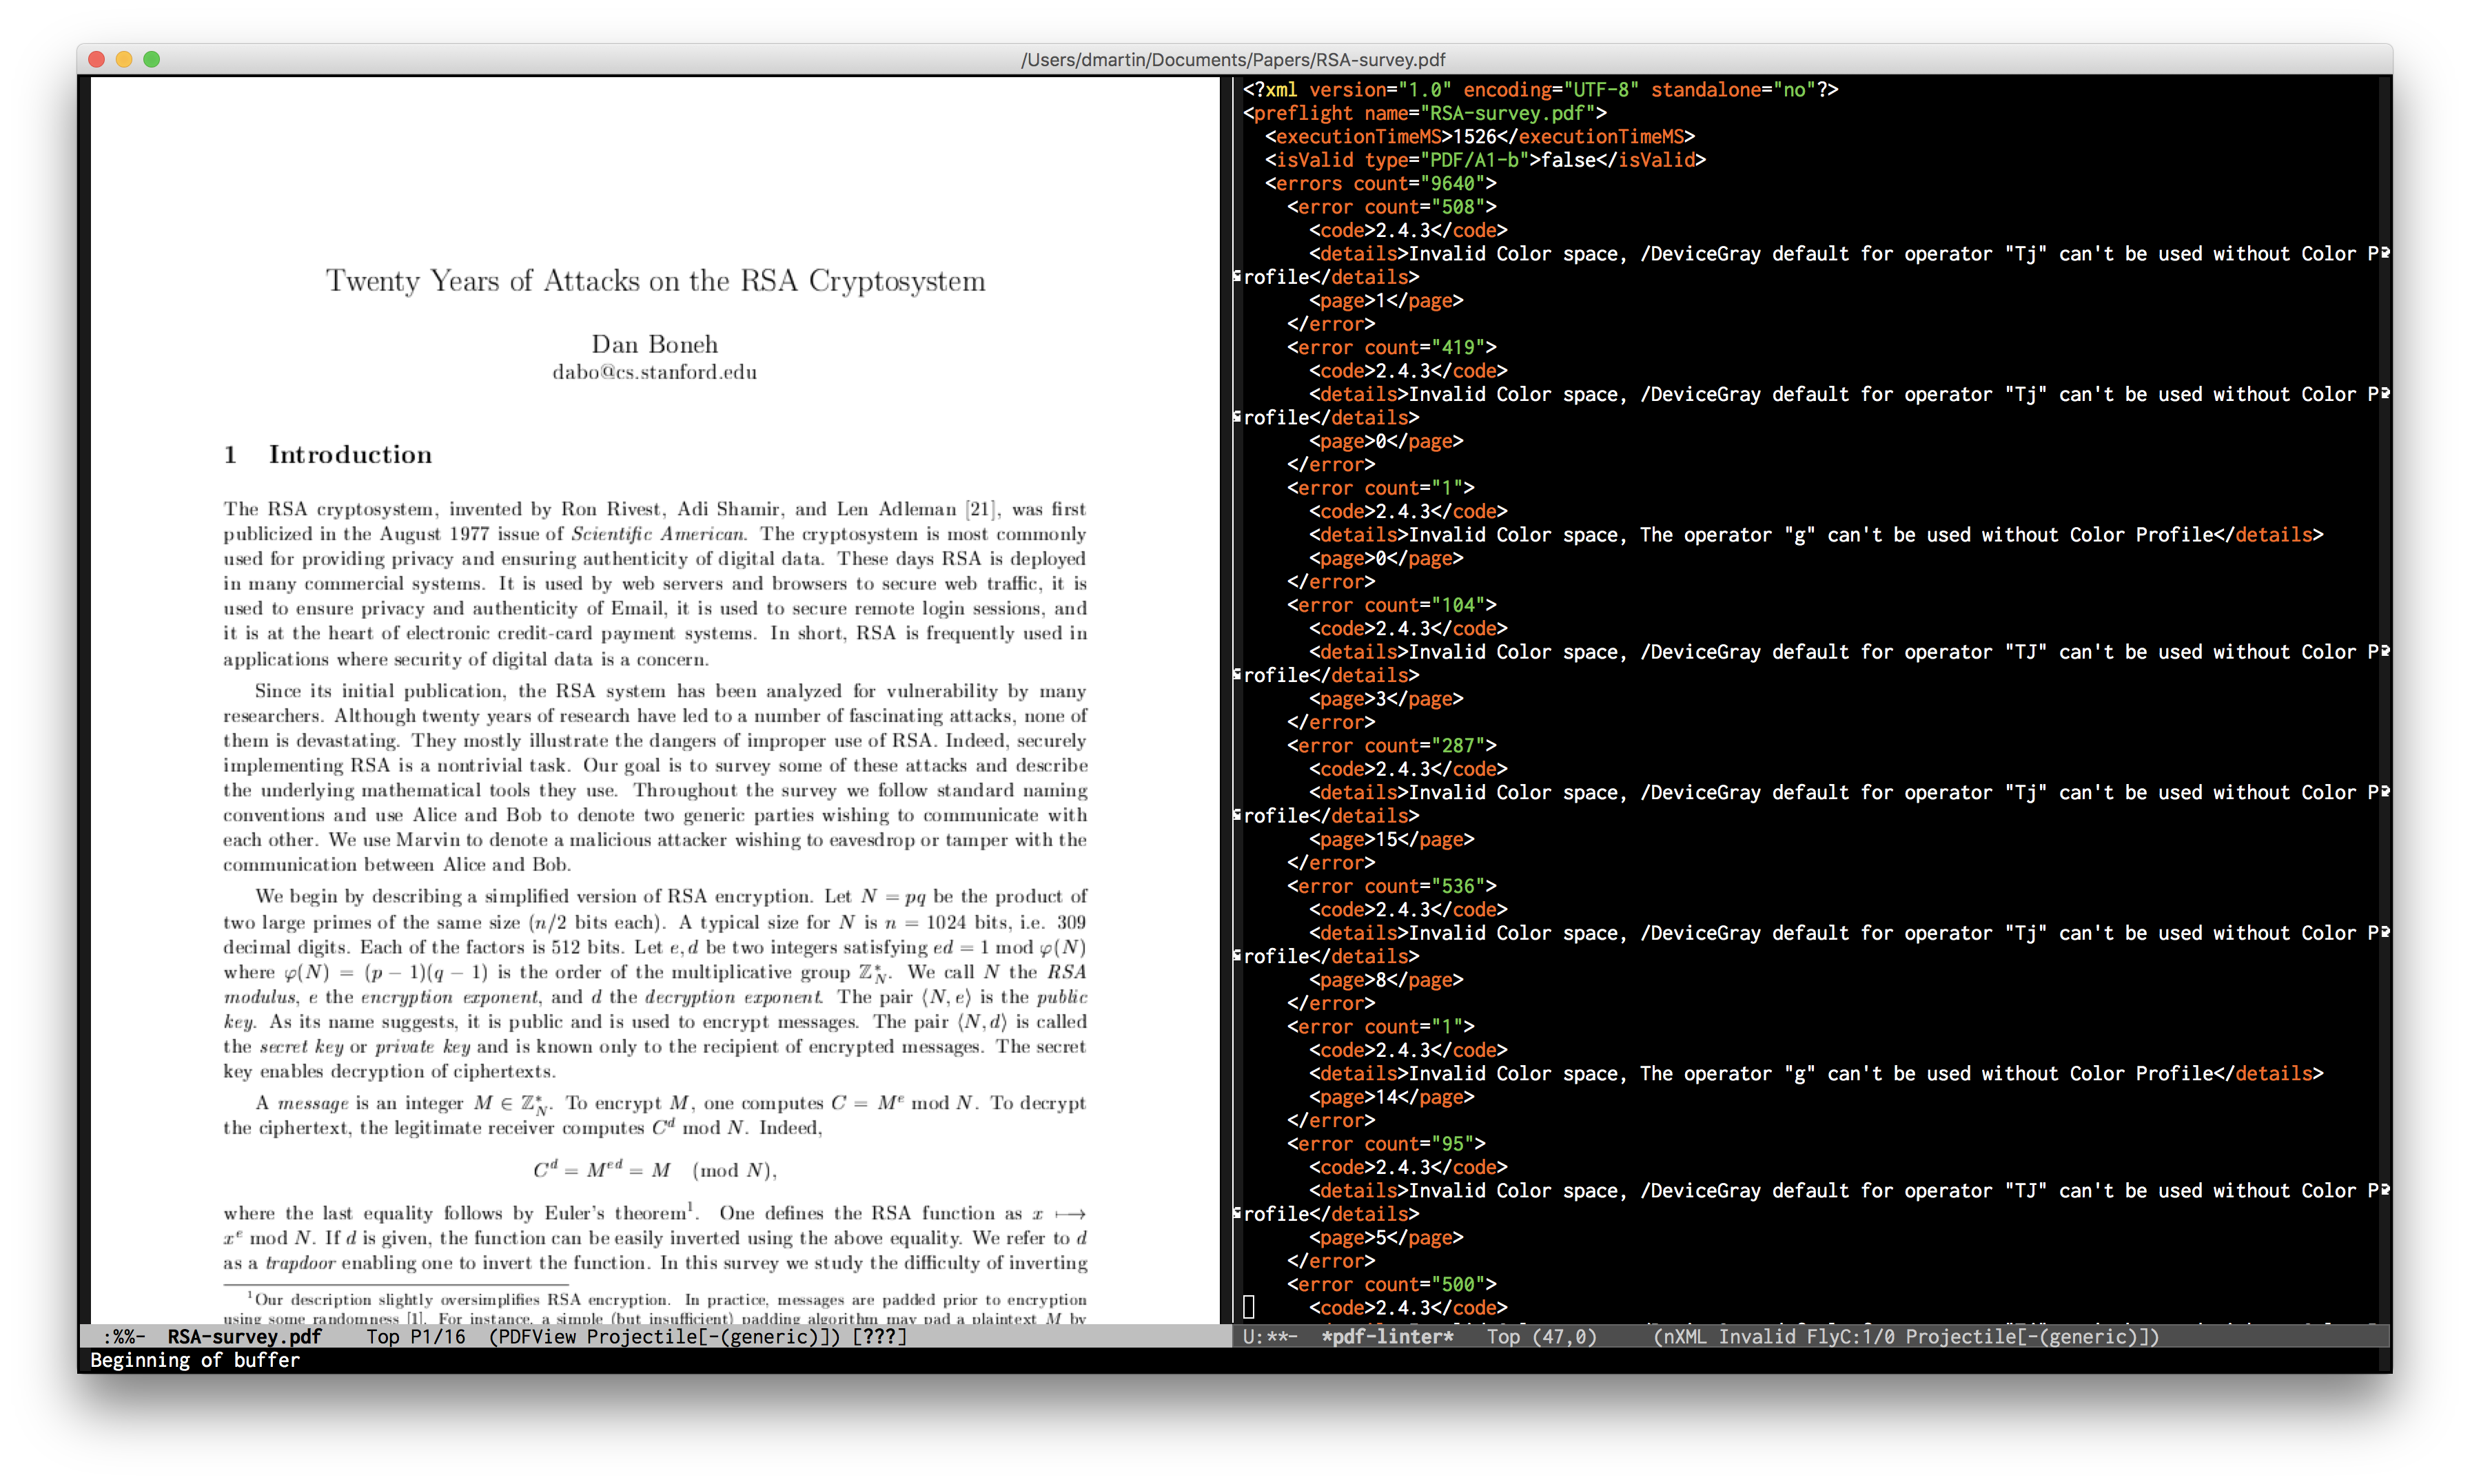 /Users/dmartin/Documents/Papers/RSA-survey.pdf
Twenty Years of Attacks on the RSA Cryptosystem
Dan Boneh
dabo@cs.stanford.edu
1 Introduction
The RSA cryptosystem, invented by Ron Rivest, Adi Shamir, and Len Adleman [21], was first
publicized in the August 1977 issue of Scientific American. The cryptosystem is most commonly
used for providing privacy and ensuring authenticity of digital data. These days RSA is deployed
in many commercial systems. It is used by web servers and browsers to secure web traffic, it is
used to ensure privacy and authenticity of Email, it is used to secure remote login sessions, and
it is at the heart of electronic credit-card payment systems. In short, RSA is frequently used in
applications where security of digital data is a concern.
Since its initial publication, the RSA system has been analyzed for vulnerability by many
researchers. Although twenty years of research have led to a number of fascinating attacks, none of
them is devastating. They mostly illustrate the dangers of improper use of RSA. Indeed, securely
implementing RSA is a nontrivial task. Our goal is to survey some of these attacks and describe
the underlying mathematical tools they use. Throughout the survey we follow standard naming
conventions and use Alice and Bob to denote two generic parties wishing to communicate with
each other. We use Marvin to denote a malicious attacker wishing to eavesdrop or tamper with the
communication between Alice and Bob.
We begin by describing a simplified version of RSA encryption. Let N = pq be the product of
two large primes of the same size (n/2 bits each). A typical size for N is n = 1024 bits, i.e. 309
decimal digits. Each of the factors is 512 bits. Let e, d be two integers satisfying ed = 1 mod φ(N)
where φ(N) = (p − 1)(q − 1) is the order of the multiplicative group ℤ*_N. We call N the RSA
modulus, e the encryption exponent, and d the decryption exponent. The pair ⟨N, e⟩ is the public
key. As its name suggests, it is public and is used to encrypt messages. The pair ⟨N, d⟩ is called
the secret key or private key and is known only to the recipient of encrypted messages. The secret
key enables decryption of ciphertexts.
A message is an integer M ∈ ℤ*_N. To encrypt M, one computes C = M^e mod N. To decrypt
the ciphertext, the legitimate receiver computes C^d mod N. Indeed,
C^d = M^ed = M (mod N),
where the last equality follows by Euler's theorem¹. One defines the RSA function as x ⟼
x^e mod N. If d is given, the function can be easily inverted using the above equality. We refer to d
as a trapdoor enabling one to invert the function. In this survey we study the difficulty of inverting
¹Our description slightly oversimplifies RSA encryption. In practice, messages are padded prior to encryption
using some randomness [1]. For instance, a simple (but insufficient) padding algorithm may pad a plaintext M by
:%%- RSA-survey.pdf Top P1/16 (PDFView Projectile[-(generic)]) [???]
Beginning of buffer
<?xml version="1.0" encoding="UTF-8" standalone="no"?>
<preflight name="RSA-survey.pdf">
<executionTimeMS>1526</executionTimeMS>
<isValid type="PDF/A1-b">false</isValid>
<errors count="9640">
<error count="508">
<code>2.4.3</code>
<details>Invalid Color space, /DeviceGray default for operator "Tj" can't be used without Color P
rofile</details>
<page>1</page>
</error>
<error count="419">
<code>2.4.3</code>
<details>Invalid Color space, /DeviceGray default for operator "Tj" can't be used without Color P
rofile</details>
<page>0</page>
</error>
<error count="1">
<code>2.4.3</code>
<details>Invalid Color space, The operator "g" can't be used without Color Profile</details>
<page>0</page>
</error>
<error count="104">
<code>2.4.3</code>
<details>Invalid Color space, /DeviceGray default for operator "TJ" can't be used without Color P
rofile</details>
<page>3</page>
</error>
<error count="287">
<code>2.4.3</code>
<details>Invalid Color space, /DeviceGray default for operator "Tj" can't be used without Color P
rofile</details>
<page>15</page>
</error>
<error count="536">
<code>2.4.3</code>
<details>Invalid Color space, /DeviceGray default for operator "Tj" can't be used without Color P
rofile</details>
<page>8</page>
</error>
<error count="1">
<code>2.4.3</code>
<details>Invalid Color space, The operator "g" can't be used without Color Profile</details>
<page>14</page>
</error>
<error count="95">
<code>2.4.3</code>
<details>Invalid Color space, /DeviceGray default for operator "TJ" can't be used without Color P
rofile</details>
<page>5</page>
</error>
<error count="500">
<code>2.4.3</code>
U:**- *pdf-linter* Top (47,0) (nXML Invalid FlyC:1/0 Projectile[-(generic)])